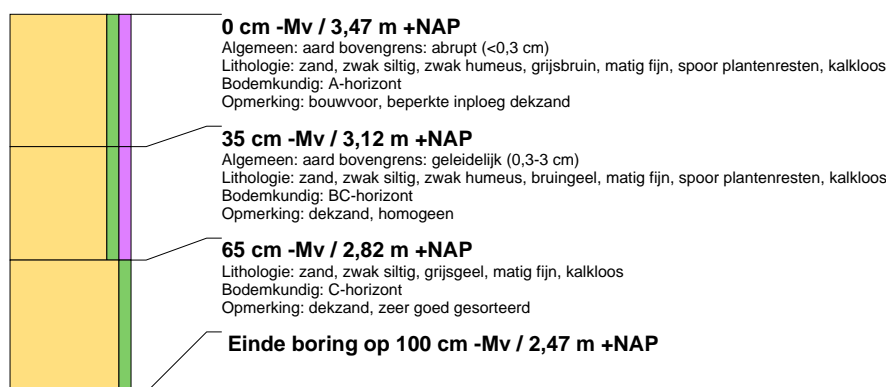 0 cm -Mv / 3,47 m +NAP
Algemeen: aard bovengrens: abrupt (<0,3 cm)
Lithologie: zand, zwak siltig, zwak humeus, grijsbruin, matig fijn, spoor plantenresten, kalkloos
Bodemkundig: A-horizont
Opmerking: bouwvoor, beperkte inploeg dekzand
35 cm -Mv / 3,12 m +NAP
Algemeen: aard bovengrens: geleidelijk (0,3-3 cm)
Lithologie: zand, zwak siltig, zwak humeus, bruingeel, matig fijn, spoor plantenresten, kalkloos
Bodemkundig: BC-horizont
Opmerking: dekzand, homogeen
65 cm -Mv / 2,82 m +NAP
Lithologie: zand, zwak siltig, grijsgeel, matig fijn, kalkloos
Bodemkundig: C-horizont
Opmerking: dekzand, zeer goed gesorteerd
Einde boring op 100 cm -Mv / 2,47 m +NAP